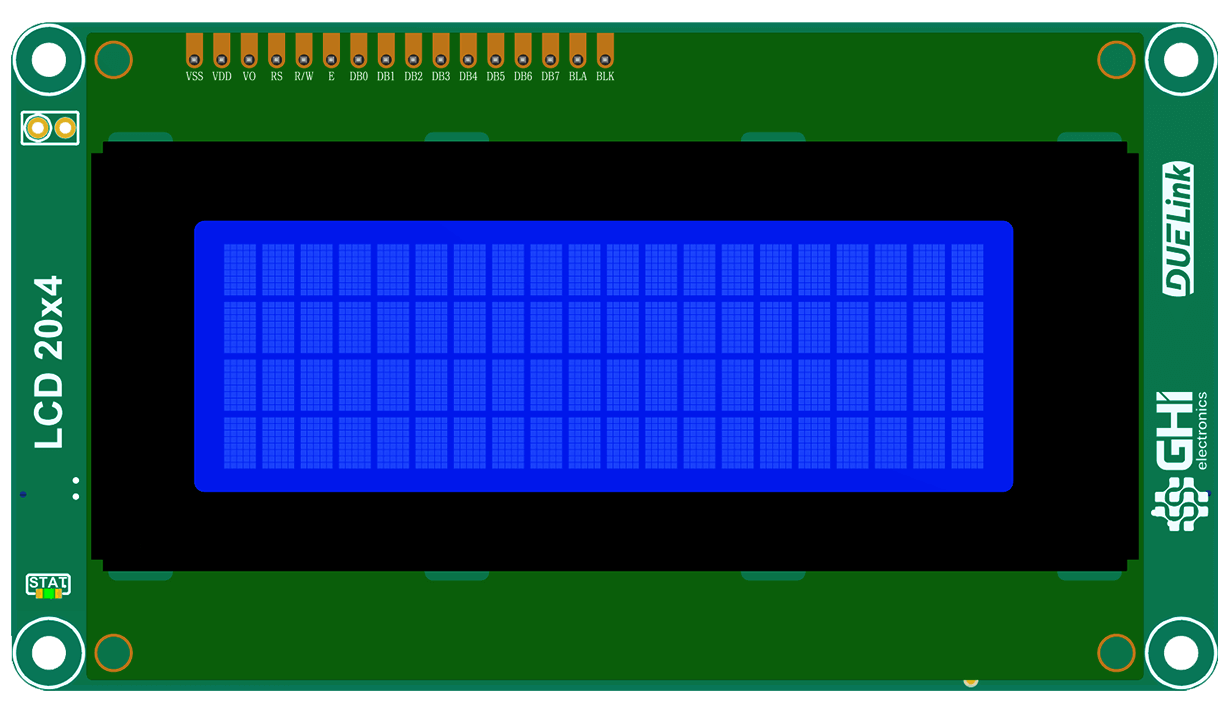 VSS VDD VO RS R/W E DB0 DB1 DB2 DB3 DB4 DB5 DB6 DB7 BLA BLK
LCD 20x4
STAT
DUELink
GHI
electronics